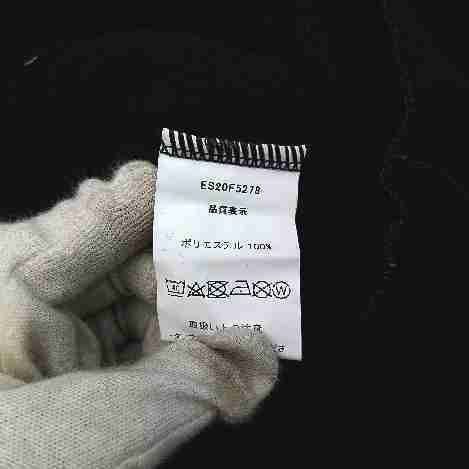 ES20F5278
品質表示
ポリエステル 100%
40 W
取扱い上の注意